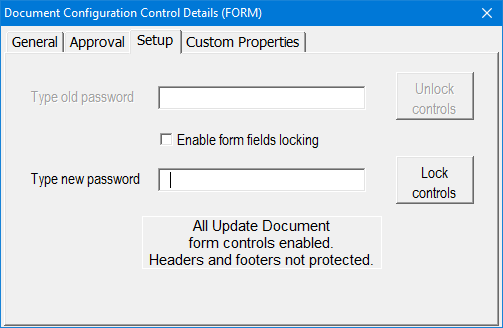 Document Configuration Control Details (FORM)
General Approval Setup Custom Properties
Type old password
Unlock
controls
Enable form fields locking
Type new password
Lock
controls
All Update Document
form controls enabled.
Headers and footers not protected.